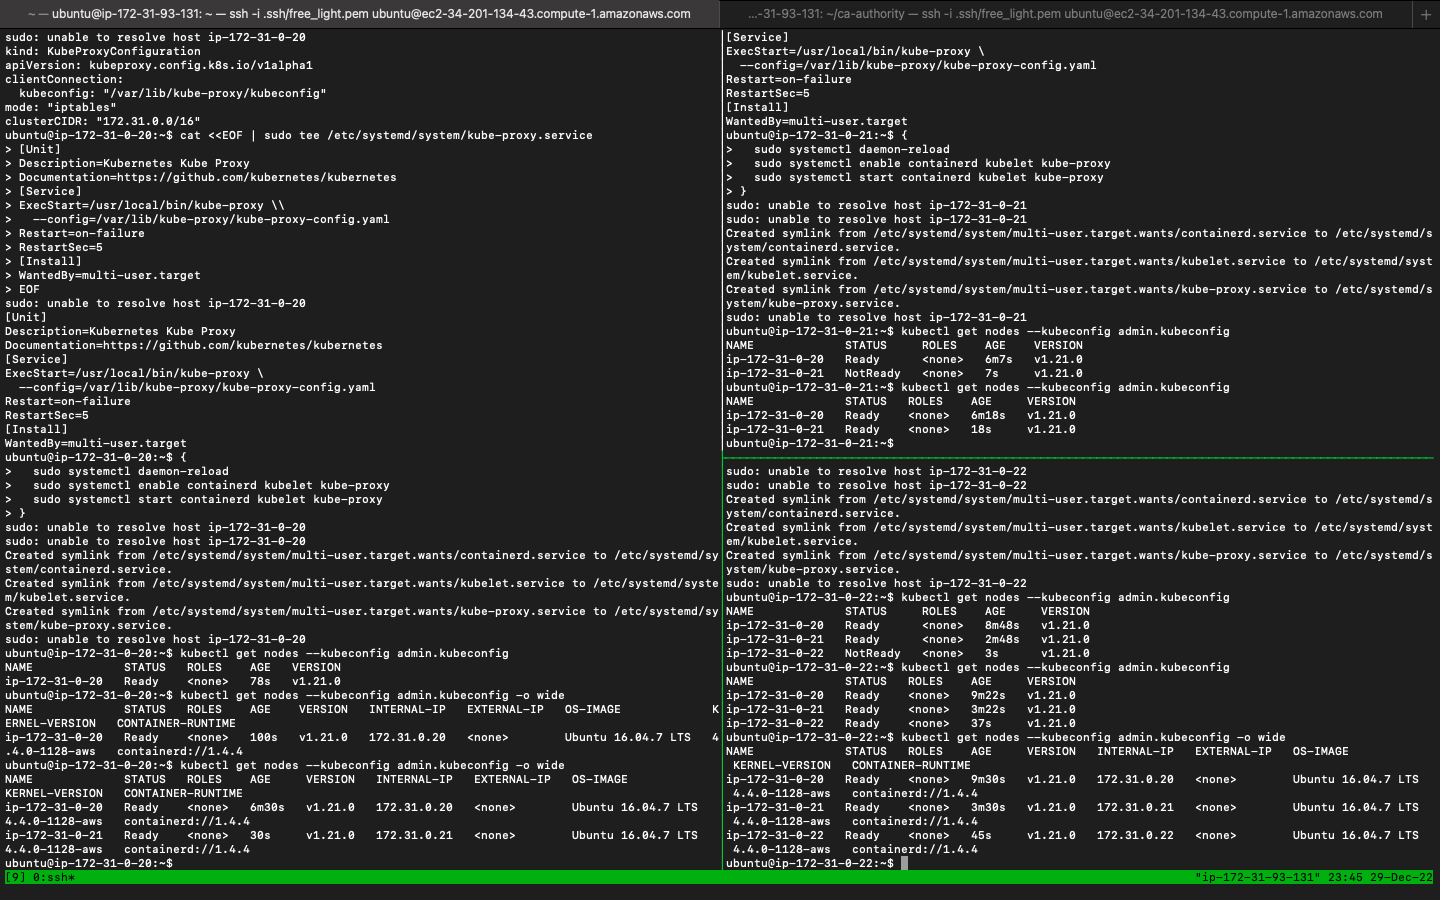 ~ — ubuntu@ip-172-31-93-131: ~ — ssh -i .ssh/free_light.pem ubuntu@ec2-34-201-134-43.compute-1.amazonaws.com
...-31-93-131: ~/ca-authority — ssh -i .ssh/free_light.pem ubuntu@ec2-34-201-134-43.compute-1.amazonaws.com
+
sudo: unable to resolve host ip-172-31-0-20
kind: KubeProxyConfiguration
apiVersion: kubeproxy.config.k8s.io/v1alpha1
clientConnection:
  kubeconfig: "/var/lib/kube-proxy/kubeconfig"
mode: "iptables"
clusterCIDR: "172.31.0.0/16"
ubuntu@ip-172-31-0-20:~$ cat <<EOF | sudo tee /etc/systemd/system/kube-proxy.service
> [Unit]
> Description=Kubernetes Kube Proxy
> Documentation=https://github.com/kubernetes/kubernetes
> [Service]
> ExecStart=/usr/local/bin/kube-proxy \\
>   --config=/var/lib/kube-proxy/kube-proxy-config.yaml
> Restart=on-failure
> RestartSec=5
> [Install]
> WantedBy=multi-user.target
> EOF
sudo: unable to resolve host ip-172-31-0-20
[Unit]
Description=Kubernetes Kube Proxy
Documentation=https://github.com/kubernetes/kubernetes
[Service]
ExecStart=/usr/local/bin/kube-proxy \
  --config=/var/lib/kube-proxy/kube-proxy-config.yaml
Restart=on-failure
RestartSec=5
[Install]
WantedBy=multi-user.target
ubuntu@ip-172-31-0-20:~$ {
>   sudo systemctl daemon-reload
>   sudo systemctl enable containerd kubelet kube-proxy
>   sudo systemctl start containerd kubelet kube-proxy
> }
sudo: unable to resolve host ip-172-31-0-20
sudo: unable to resolve host ip-172-31-0-20
Created symlink from /etc/systemd/system/multi-user.target.wants/containerd.service to /etc/systemd/sy
stem/containerd.service.
Created symlink from /etc/systemd/system/multi-user.target.wants/kubelet.service to /etc/systemd/syste
m/kubelet.service.
Created symlink from /etc/systemd/system/multi-user.target.wants/kube-proxy.service to /etc/systemd/sy
stem/kube-proxy.service.
sudo: unable to resolve host ip-172-31-0-20
ubuntu@ip-172-31-0-20:~$ kubectl get nodes --kubeconfig admin.kubeconfig
NAME             STATUS   ROLES    AGE   VERSION
ip-172-31-0-20   Ready    <none>   78s   v1.21.0
ubuntu@ip-172-31-0-20:~$ kubectl get nodes --kubeconfig admin.kubeconfig -o wide
NAME             STATUS   ROLES    AGE    VERSION   INTERNAL-IP   EXTERNAL-IP   OS-IMAGE             K
ERNEL-VERSION   CONTAINER-RUNTIME
ip-172-31-0-20   Ready    <none>   100s   v1.21.0   172.31.0.20   <none>        Ubuntu 16.04.7 LTS   4
.4.0-1128-aws   containerd://1.4.4
ubuntu@ip-172-31-0-20:~$ kubectl get nodes --kubeconfig admin.kubeconfig -o wide
NAME             STATUS   ROLES    AGE     VERSION   INTERNAL-IP   EXTERNAL-IP   OS-IMAGE
KERNEL-VERSION   CONTAINER-RUNTIME
ip-172-31-0-20   Ready    <none>   6m30s   v1.21.0   172.31.0.20   <none>        Ubuntu 16.04.7 LTS
4.4.0-1128-aws   containerd://1.4.4
ip-172-31-0-21   Ready    <none>   30s     v1.21.0   172.31.0.21   <none>        Ubuntu 16.04.7 LTS
4.4.0-1128-aws   containerd://1.4.4
ubuntu@ip-172-31-0-20:~$
[Service]
ExecStart=/usr/local/bin/kube-proxy \
  --config=/var/lib/kube-proxy/kube-proxy-config.yaml
Restart=on-failure
RestartSec=5
[Install]
WantedBy=multi-user.target
ubuntu@ip-172-31-0-21:~$ {
>   sudo systemctl daemon-reload
>   sudo systemctl enable containerd kubelet kube-proxy
>   sudo systemctl start containerd kubelet kube-proxy
> }
sudo: unable to resolve host ip-172-31-0-21
sudo: unable to resolve host ip-172-31-0-21
Created symlink from /etc/systemd/system/multi-user.target.wants/containerd.service to /etc/systemd/s
ystem/containerd.service.
Created symlink from /etc/systemd/system/multi-user.target.wants/kubelet.service to /etc/systemd/syst
em/kubelet.service.
Created symlink from /etc/systemd/system/multi-user.target.wants/kube-proxy.service to /etc/systemd/s
ystem/kube-proxy.service.
sudo: unable to resolve host ip-172-31-0-21
ubuntu@ip-172-31-0-21:~$ kubectl get nodes --kubeconfig admin.kubeconfig
NAME             STATUS     ROLES    AGE    VERSION
ip-172-31-0-20   Ready      <none>   6m7s   v1.21.0
ip-172-31-0-21   NotReady   <none>   7s     v1.21.0
ubuntu@ip-172-31-0-21:~$ kubectl get nodes --kubeconfig admin.kubeconfig
NAME             STATUS   ROLES    AGE     VERSION
ip-172-31-0-20   Ready    <none>   6m18s   v1.21.0
ip-172-31-0-21   Ready    <none>   18s     v1.21.0
ubuntu@ip-172-31-0-21:~$
sudo: unable to resolve host ip-172-31-0-22
sudo: unable to resolve host ip-172-31-0-22
Created symlink from /etc/systemd/system/multi-user.target.wants/containerd.service to /etc/systemd/s
ystem/containerd.service.
Created symlink from /etc/systemd/system/multi-user.target.wants/kubelet.service to /etc/systemd/syst
em/kubelet.service.
Created symlink from /etc/systemd/system/multi-user.target.wants/kube-proxy.service to /etc/systemd/s
ystem/kube-proxy.service.
sudo: unable to resolve host ip-172-31-0-22
ubuntu@ip-172-31-0-22:~$ kubectl get nodes --kubeconfig admin.kubeconfig
NAME             STATUS     ROLES    AGE     VERSION
ip-172-31-0-20   Ready      <none>   8m48s   v1.21.0
ip-172-31-0-21   Ready      <none>   2m48s   v1.21.0
ip-172-31-0-22   NotReady   <none>   3s      v1.21.0
ubuntu@ip-172-31-0-22:~$ kubectl get nodes --kubeconfig admin.kubeconfig
NAME             STATUS   ROLES    AGE     VERSION
ip-172-31-0-20   Ready    <none>   9m22s   v1.21.0
ip-172-31-0-21   Ready    <none>   3m22s   v1.21.0
ip-172-31-0-22   Ready    <none>   37s     v1.21.0
ubuntu@ip-172-31-0-22:~$ kubectl get nodes --kubeconfig admin.kubeconfig -o wide
NAME             STATUS   ROLES    AGE     VERSION   INTERNAL-IP   EXTERNAL-IP   OS-IMAGE
 KERNEL-VERSION   CONTAINER-RUNTIME
ip-172-31-0-20   Ready    <none>   9m30s   v1.21.0   172.31.0.20   <none>        Ubuntu 16.04.7 LTS
 4.4.0-1128-aws   containerd://1.4.4
ip-172-31-0-21   Ready    <none>   3m30s   v1.21.0   172.31.0.21   <none>        Ubuntu 16.04.7 LTS
 4.4.0-1128-aws   containerd://1.4.4
ip-172-31-0-22   Ready    <none>   45s     v1.21.0   172.31.0.22   <none>        Ubuntu 16.04.7 LTS
 4.4.0-1128-aws   containerd://1.4.4
ubuntu@ip-172-31-0-22:~$
[9] 0:ssh*
"ip-172-31-93-131" 23:45 29-Dec-22